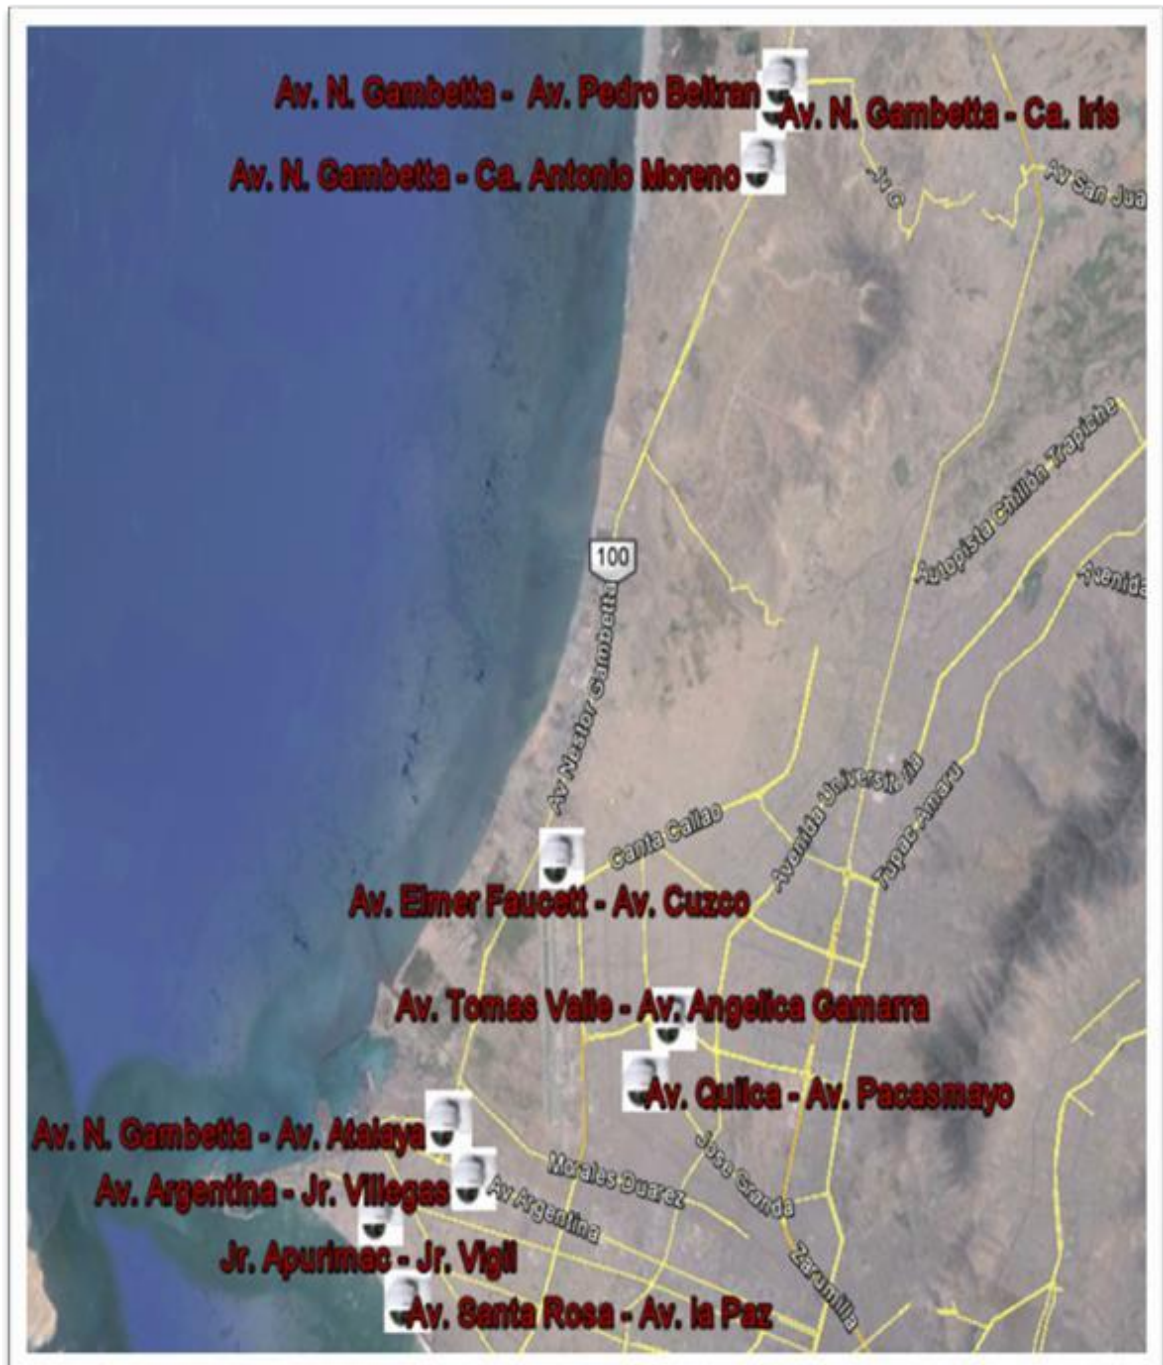 Av. N. Gambetta - Av. Pedro Beltran
Av. N. Gambetta - Ca. Iris
Av. N. Gambetta - Ca. Antonio Moreno
Av San Jua
Autopista Chillón Trapiche
100
Avenida
Av Nestor Gambetta
Canta Callao
Tupac Amaru
Av. Elmer Faucett - Av. Cuzco
Av. Tomas Valle - Av. Angelica Gamarra
Av. Quilca - Av. Pacasmayo
Av. N. Gambetta - Av. Atalaya
Jose Granda
Morales Duarez
Av. Argentina - Jr. Villegas
Av Argentina
Jr. Apurimac - Jr. Vigil
Zarumilla
Av. Santa Rosa - Av. la Paz